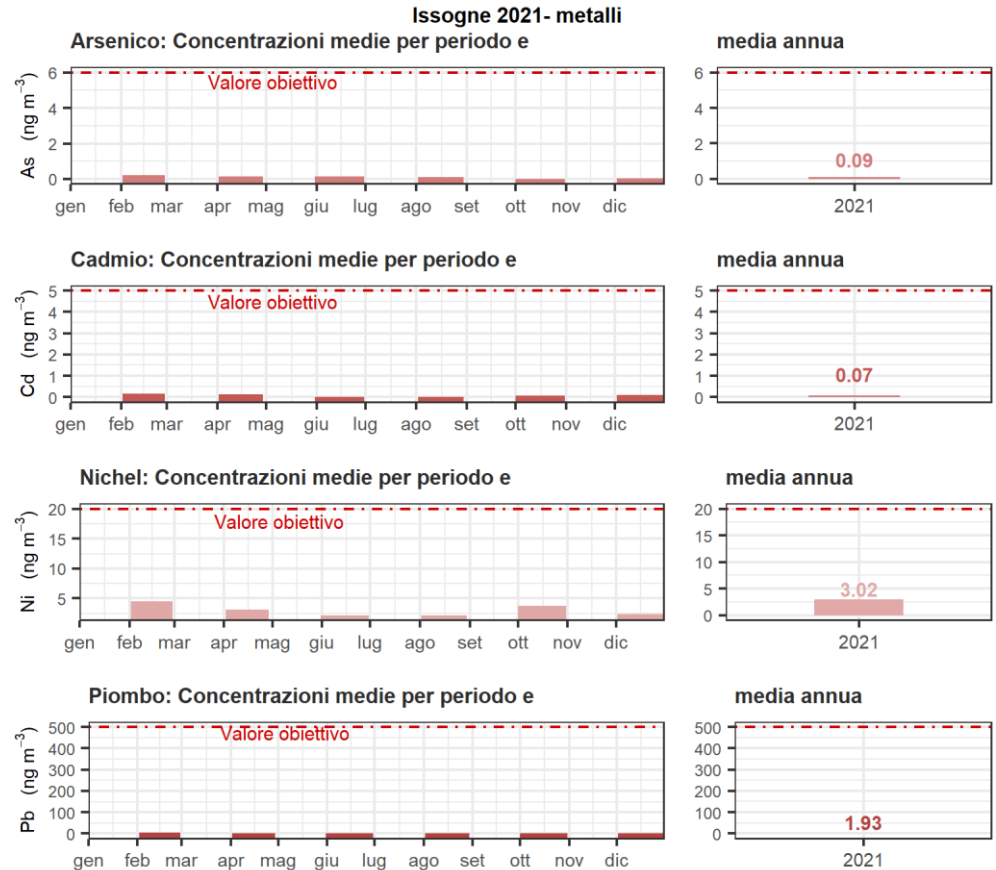 Issogne 2021- metalli
Arsenico: Concentrazioni medie per periodo e
media annua
As (ng m⁻³)
6
4
2
0
Valore obiettivo
gen feb mar apr mag giu lug ago set ott nov dic
6
4
2
0
0.09
2021
Cadmio: Concentrazioni medie per periodo e
media annua
Cd (ng m⁻³)
5
4
3
2
1
0
Valore obiettivo
gen feb mar apr mag giu lug ago set ott nov dic
5
4
3
2
1
0
0.07
2021
Nichel: Concentrazioni medie per periodo e
media annua
Ni (ng m⁻³)
20
15
10
5
Valore obiettivo
gen feb mar apr mag giu lug ago set ott nov dic
20
15
10
5
0
3.02
2021
Piombo: Concentrazioni medie per periodo e
media annua
Pb (ng m⁻³)
500
400
300
200
100
0
Valore obiettivo
gen feb mar apr mag giu lug ago set ott nov dic
500
400
300
200
100
0
1.93
2021